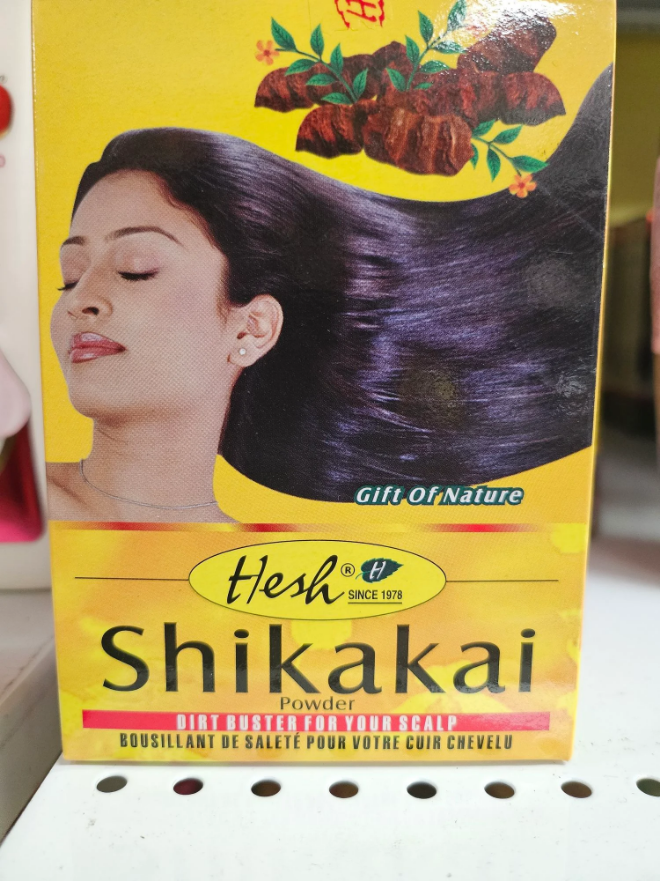 Gift Of Nature
Hesh® H
SINCE 1978
Shikakai
Powder
DIRT BUSTER FOR YOUR SCALP
BOUSILLANT DE SALETÉ POUR VOTRE CUIR CHEVELU